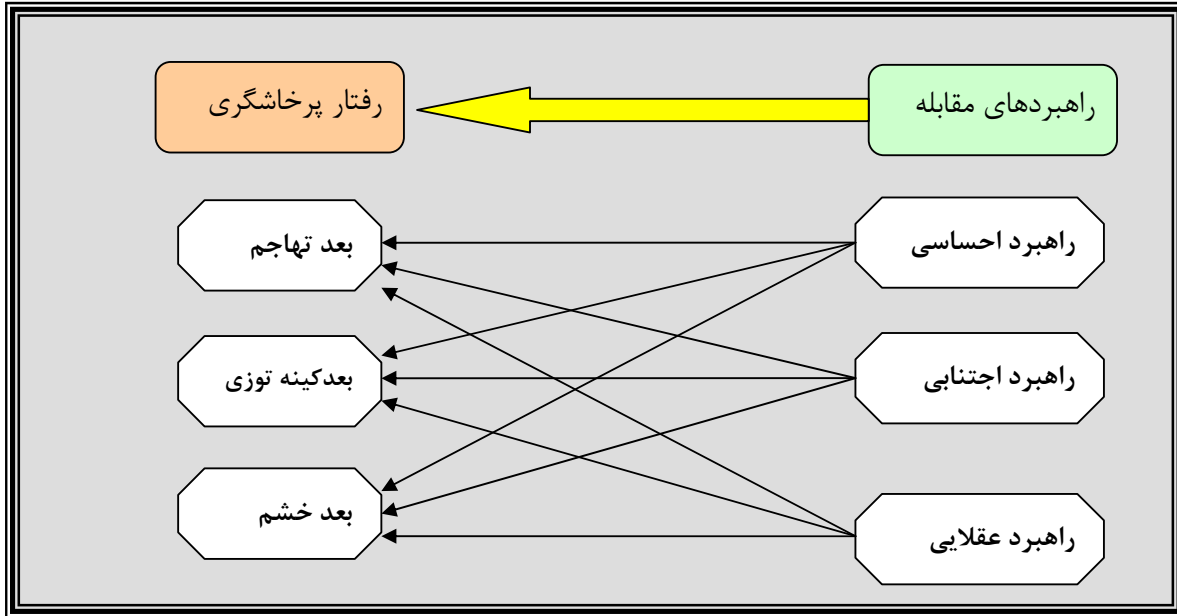 راهبردهای مقابله
رفتار پرخاشگری
راهبرد احساسی
بعد تهاجم
راهبرد اجتنابی
بعدکینه توزی
راهبرد عقلایی
بعد خشم